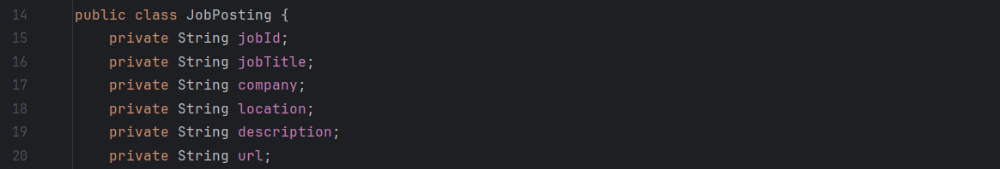 14 public class JobPosting {
15 private String jobId;
16 private String jobTitle;
17 private String company;
18 private String location;
19 private String description;
20 private String url;